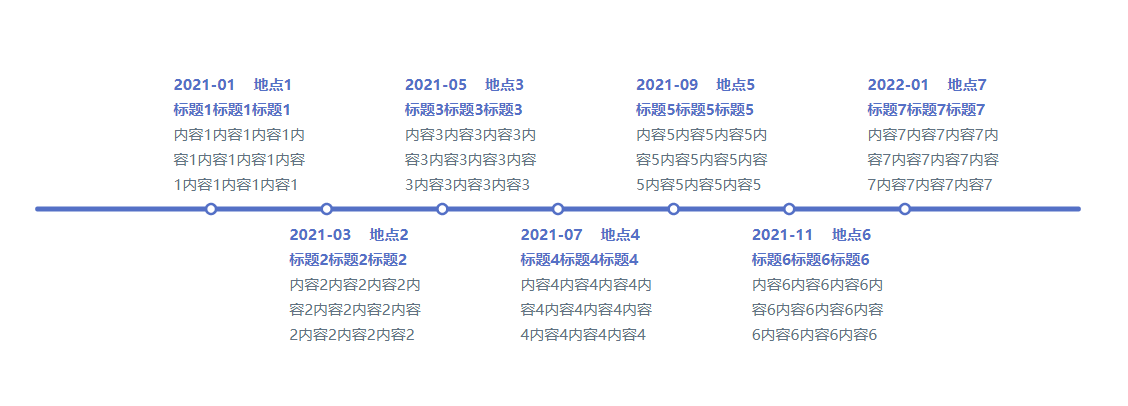 2021-01 地点1
标题1标题1标题1
内容1内容1内容1内
容1内容1内容1内容
1内容1内容1内容1
2021-05 地点3
标题3标题3标题3
内容3内容3内容3内
容3内容3内容3内容
3内容3内容3内容3
2021-09 地点5
标题5标题5标题5
内容5内容5内容5内
容5内容5内容5内容
5内容5内容5内容5
2022-01 地点7
标题7标题7标题7
内容7内容7内容7内
容7内容7内容7内容
7内容7内容7内容7
2021-03 地点2
标题2标题2标题2
内容2内容2内容2内
容2内容2内容2内容
2内容2内容2内容2
2021-07 地点4
标题4标题4标题4
内容4内容4内容4内
容4内容4内容4内容
4内容4内容4内容4
2021-11 地点6
标题6标题6标题6
内容6内容6内容6内
容6内容6内容6内容
6内容6内容6内容6